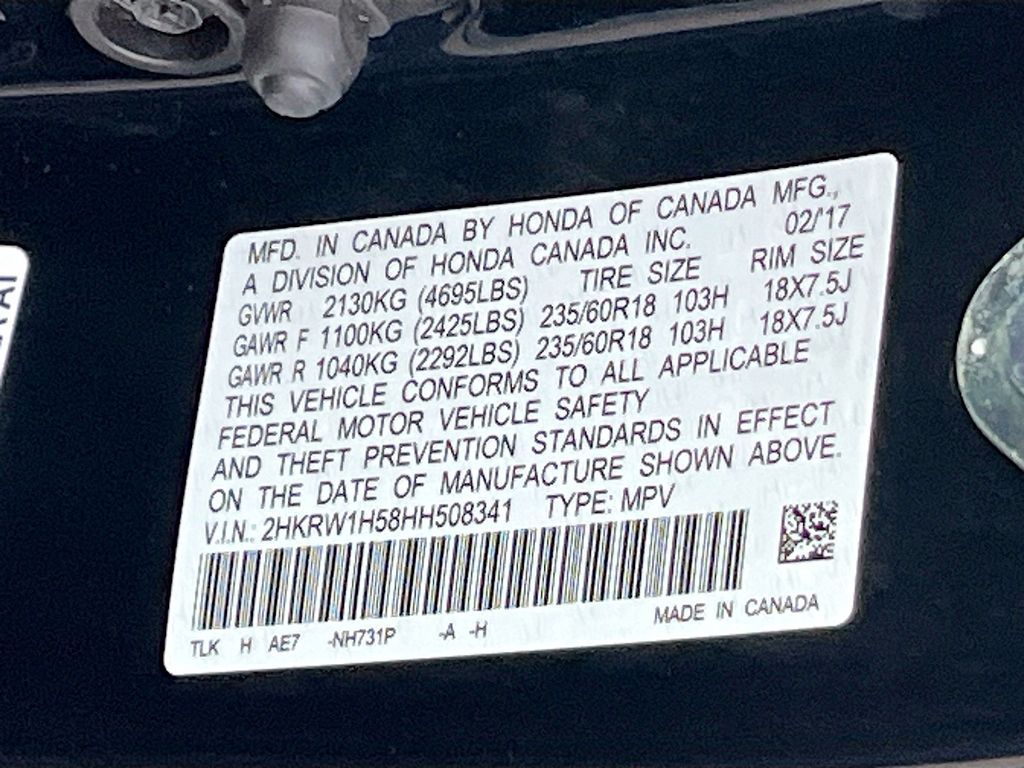 MFD. IN CANADA BY HONDA OF CANADA MFG.,
A DIVISION OF HONDA CANADA INC. 02/'17
GVWR 2130KG (4695LBS) TIRE SIZE RIM SIZE
GAWR F 1100KG (2425LBS) 235/60R18 103H 18X7.5J
GAWR R 1040KG (2292LBS) 235/60R18 103H 18X7.5J
THIS VEHICLE CONFORMS TO ALL APPLICABLE
FEDERAL MOTOR VEHICLE SAFETY
AND THEFT PREVENTION STANDARDS IN EFFECT
ON THE DATE OF MANUFACTURE SHOWN ABOVE.
V.I.N.: 2HKRW1H58HH508341 TYPE: MPV
TLK H AE7 -NH731P -A -H MADE IN CANADA